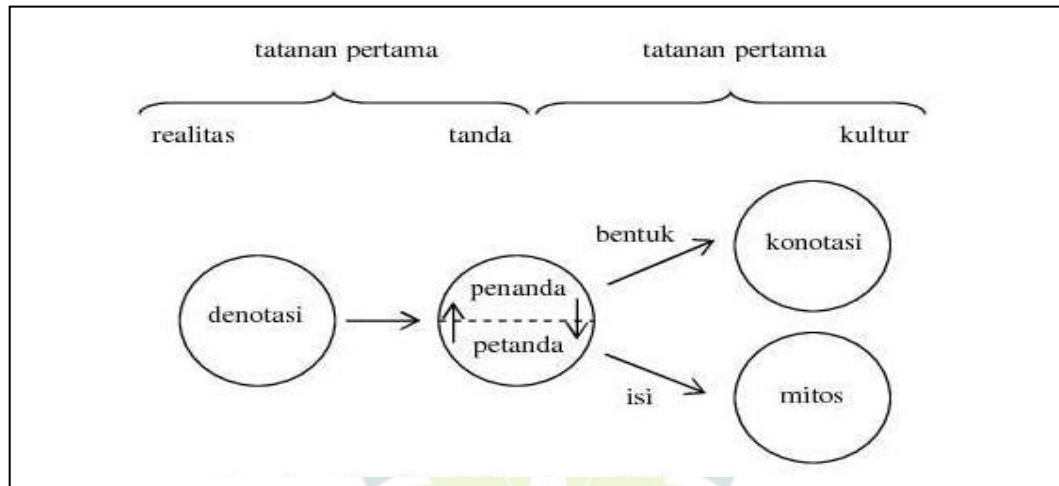 tatanan pertama tatanan pertama
realitas tanda kultur
bentuk konotasi
penanda
denotasi
petanda
isi mitos